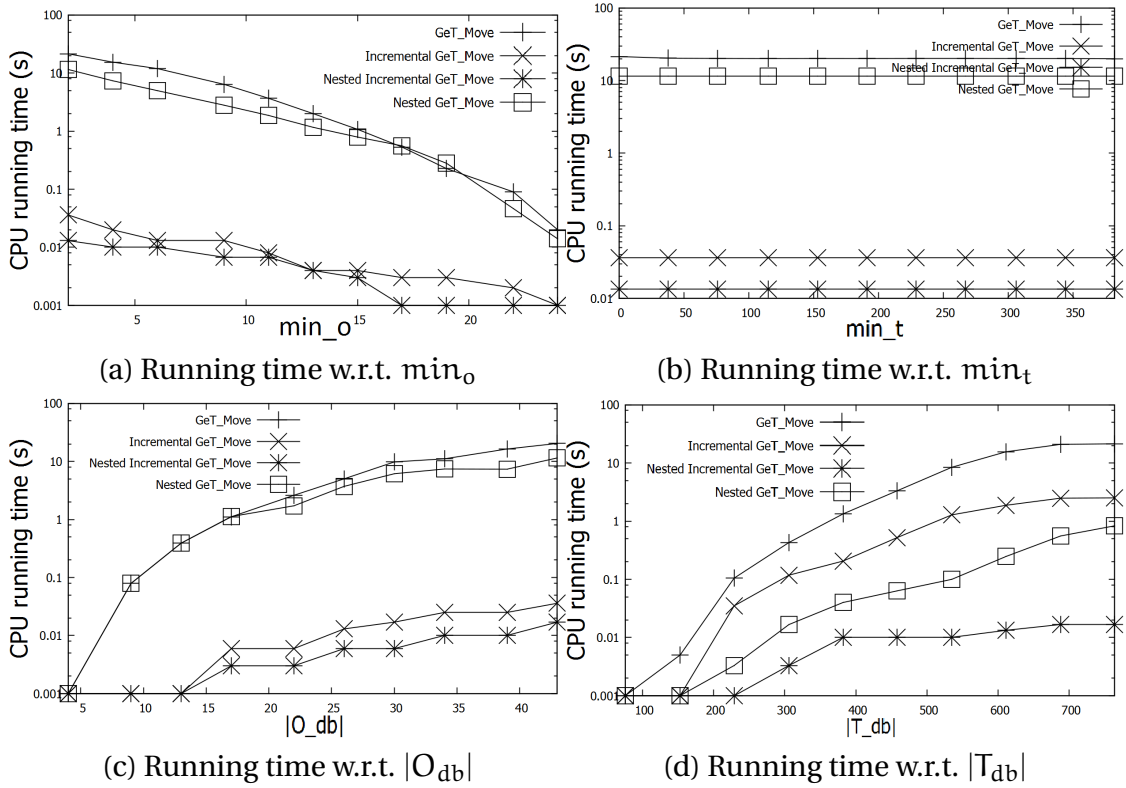 CPU running time (s)
100
10
1
0.1
0.01
0.001
5
10
15
20
min_o
GeT_Move
Incremental GeT_Move
Nested Incremental GeT_Move
Nested GeT_Move
(a) Running time w.r.t. mino
CPU running time (s)
100
10
1
0.1
0.01
0
50
100
150
200
250
300
350
min_t
GeT_Move
Incremental GeT_Move
Nested Incremental GeT_Move
Nested GeT_Move
(b) Running time w.r.t. mint
CPU running time (s)
100
10
1
0.1
0.01
0.001
5
10
15
20
25
30
35
40
|O_db|
GeT_Move
Incremental GeT_Move
Nested Incremental GeT_Move
Nested GeT_Move
(c) Running time w.r.t. |Odb|
CPU running time (s)
100
10
1
0.1
0.01
0.001
100
200
300
400
500
600
700
|T_db|
GeT_Move
Incremental GeT_Move
Nested Incremental GeT_Move
Nested GeT_Move
(d) Running time w.r.t. |Tdb|